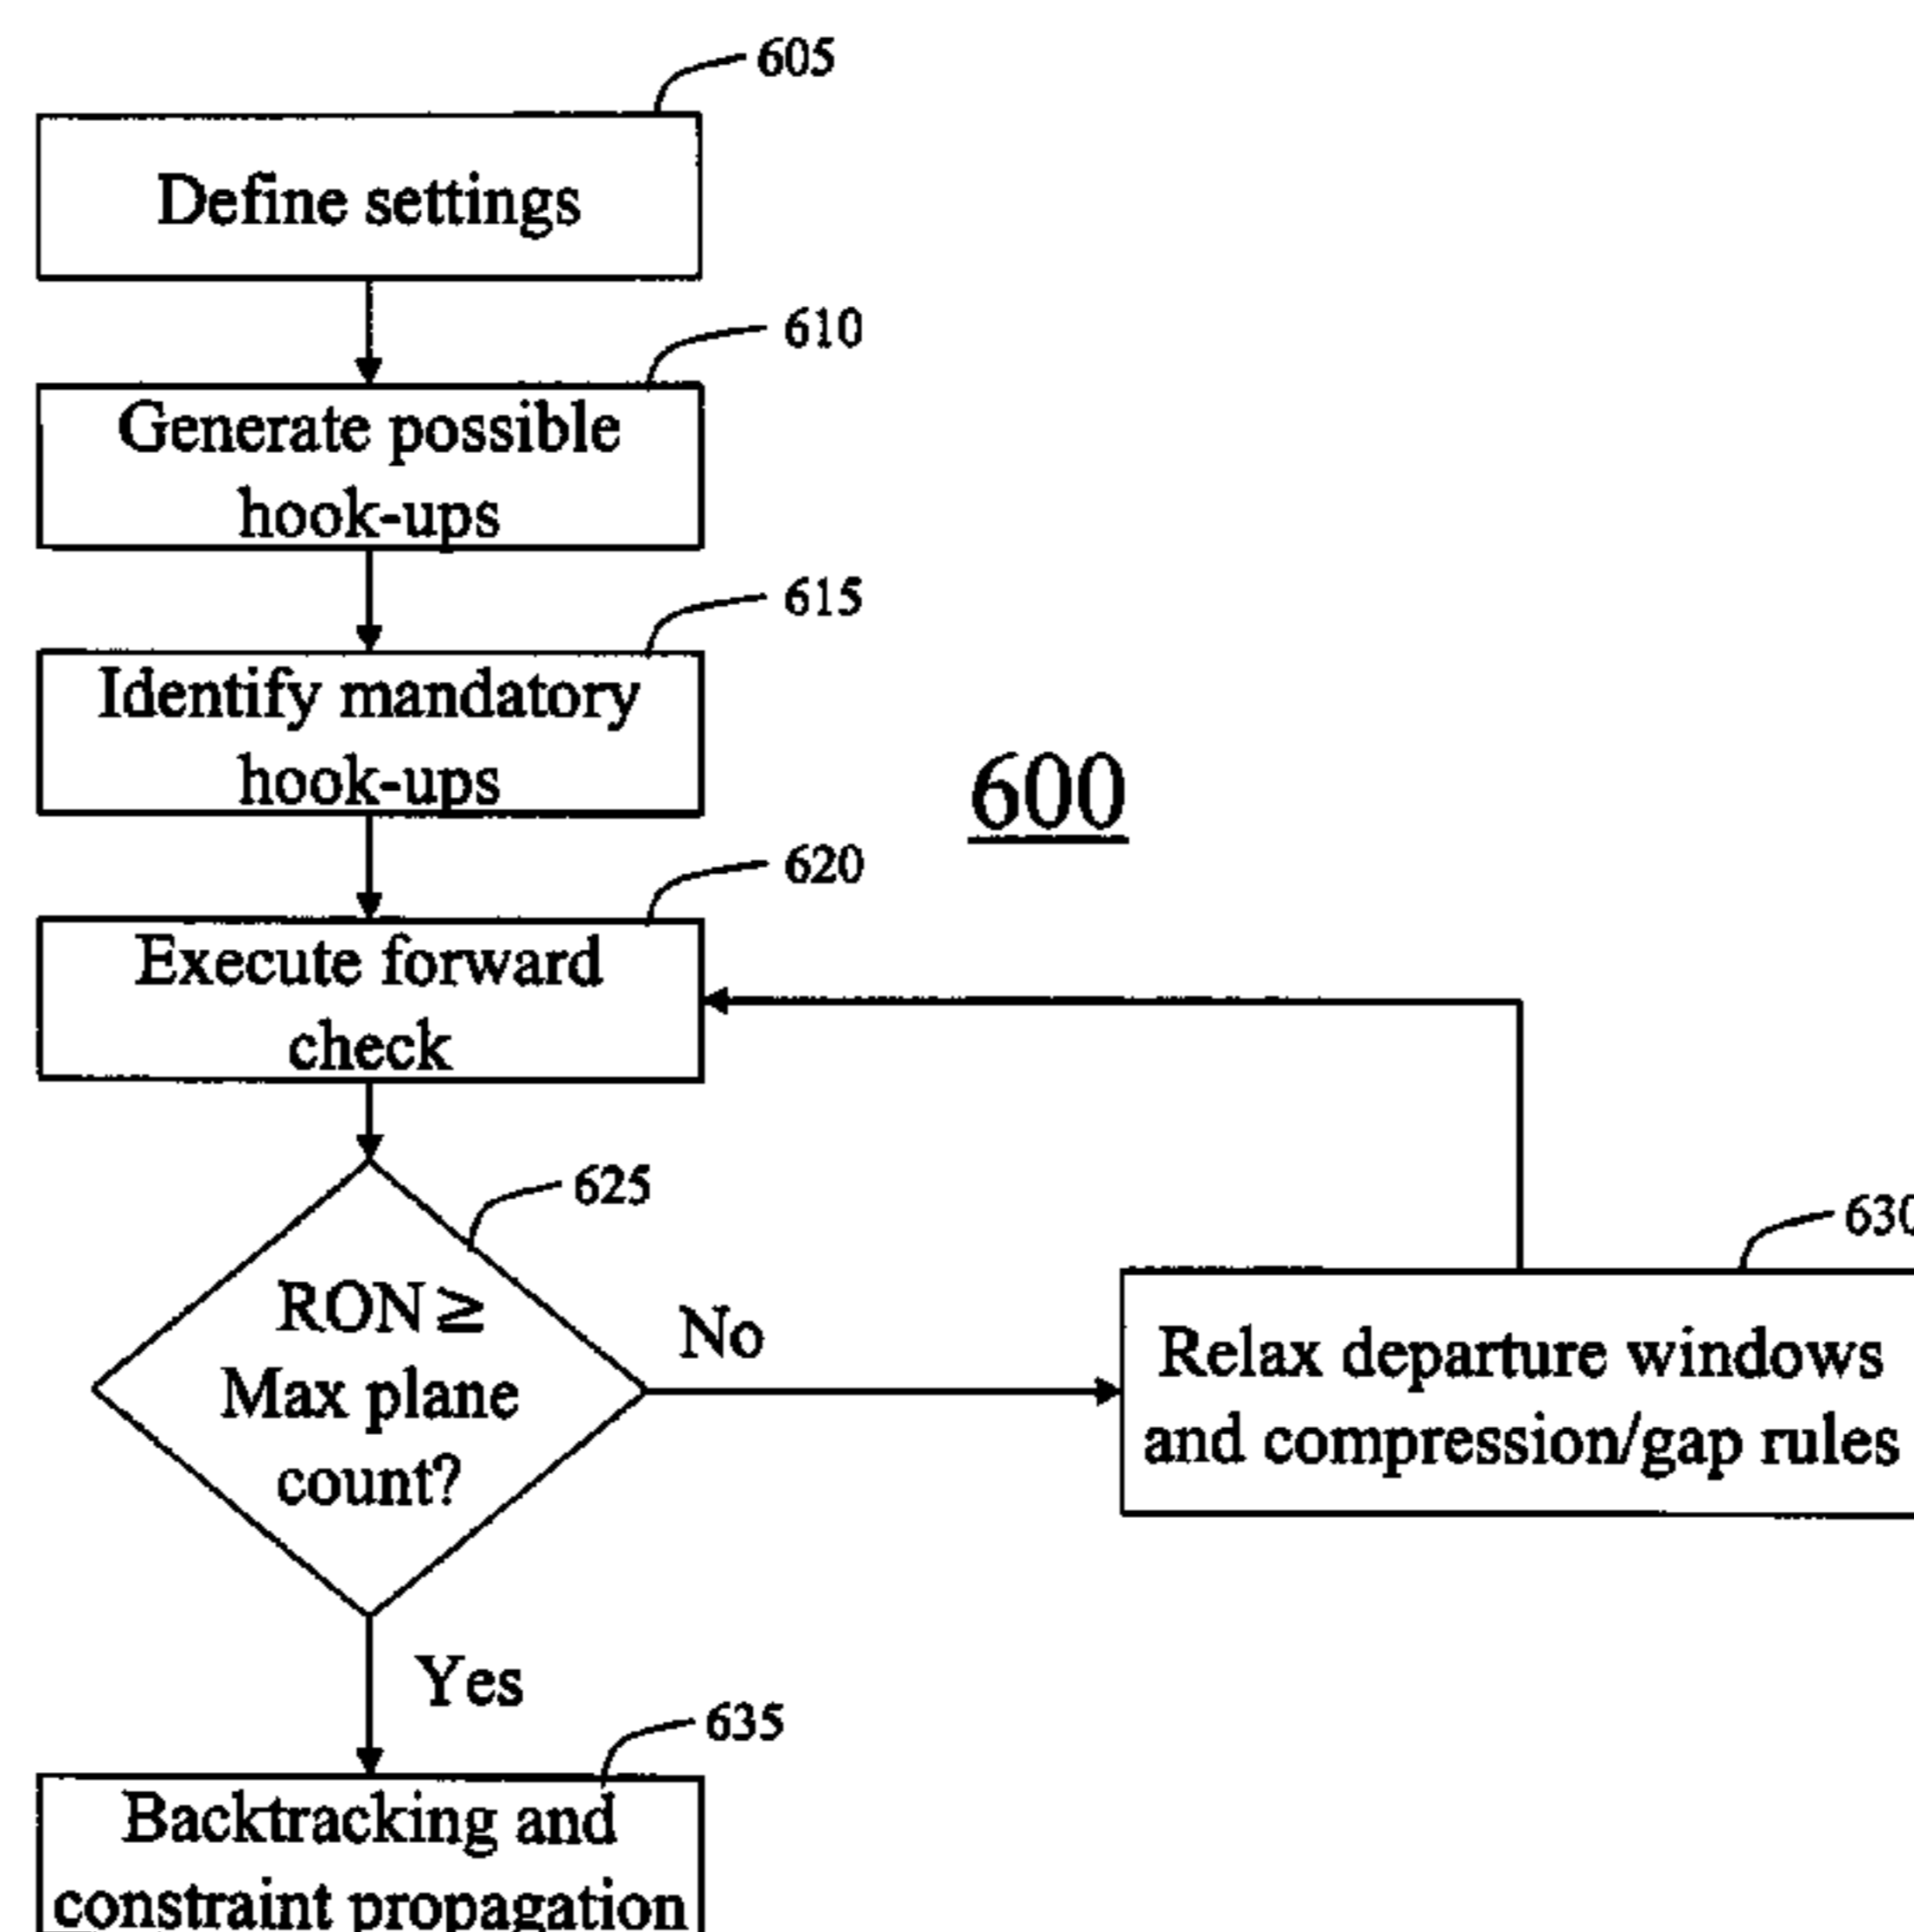 605
Define settings
610
Generate possible
hook-ups
615
Identify mandatory
hook-ups
600
620
Execute forward
check
625
RON ≥
Max plane
count?
No
630
Relax departure windows
and compression/gap rules
Yes
635
Backtracking and
constraint propagation